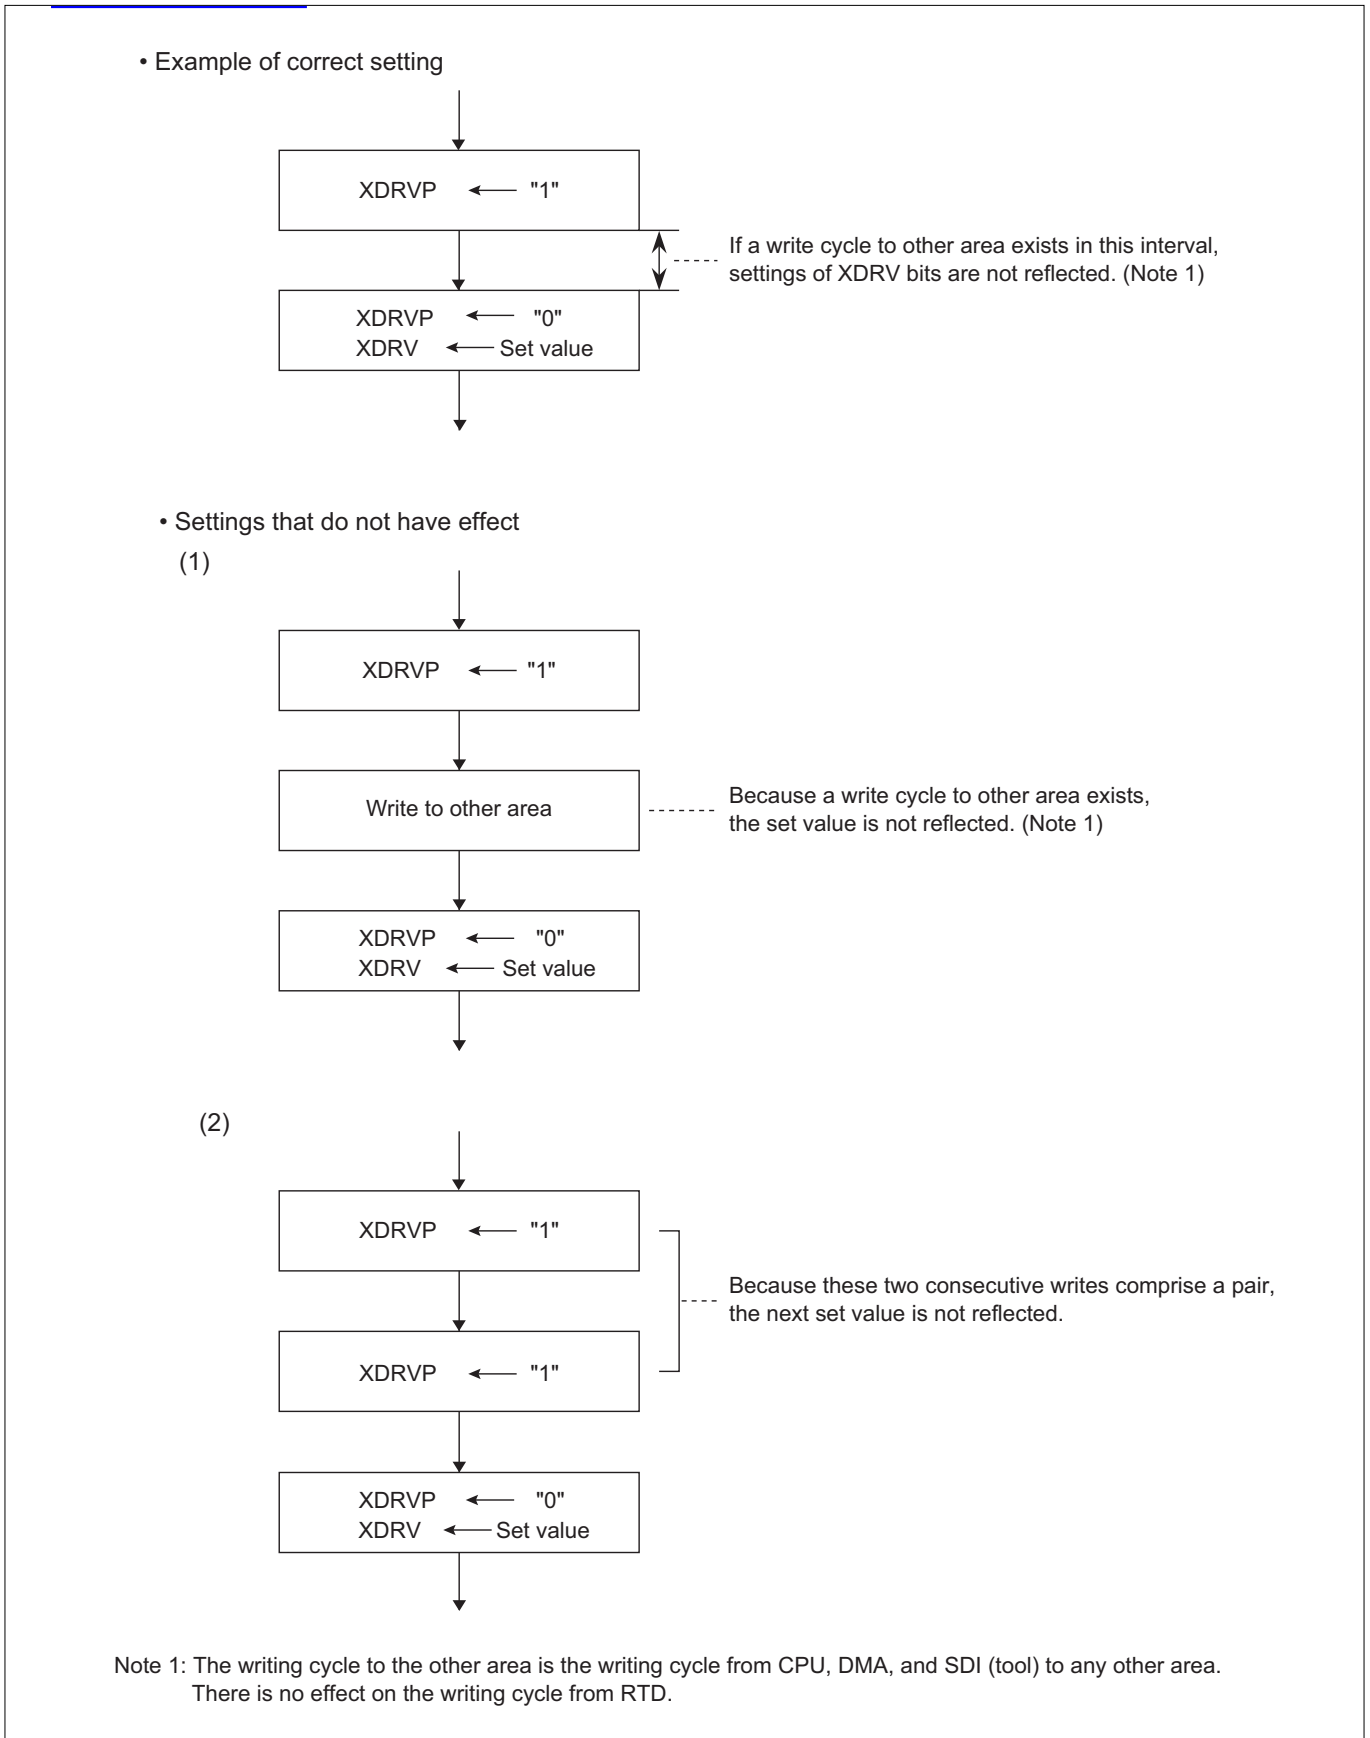 • Example of correct setting
XDRVP ← "1"
If a write cycle to other area exists in this interval,
settings of XDRV bits are not reflected. (Note 1)
XDRVP ← "0"
XDRV ← Set value
• Settings that do not have effect
(1)
XDRVP ← "1"
Write to other area
Because a write cycle to other area exists,
the set value is not reflected. (Note 1)
XDRVP ← "0"
XDRV ← Set value
(2)
XDRVP ← "1"
Because these two consecutive writes comprise a pair,
the next set value is not reflected.
XDRVP ← "1"
XDRVP ← "0"
XDRV ← Set value
Note 1: The writing cycle to the other area is the writing cycle from CPU, DMA, and SDI (tool) to any other area.
There is no effect on the writing cycle from RTD.